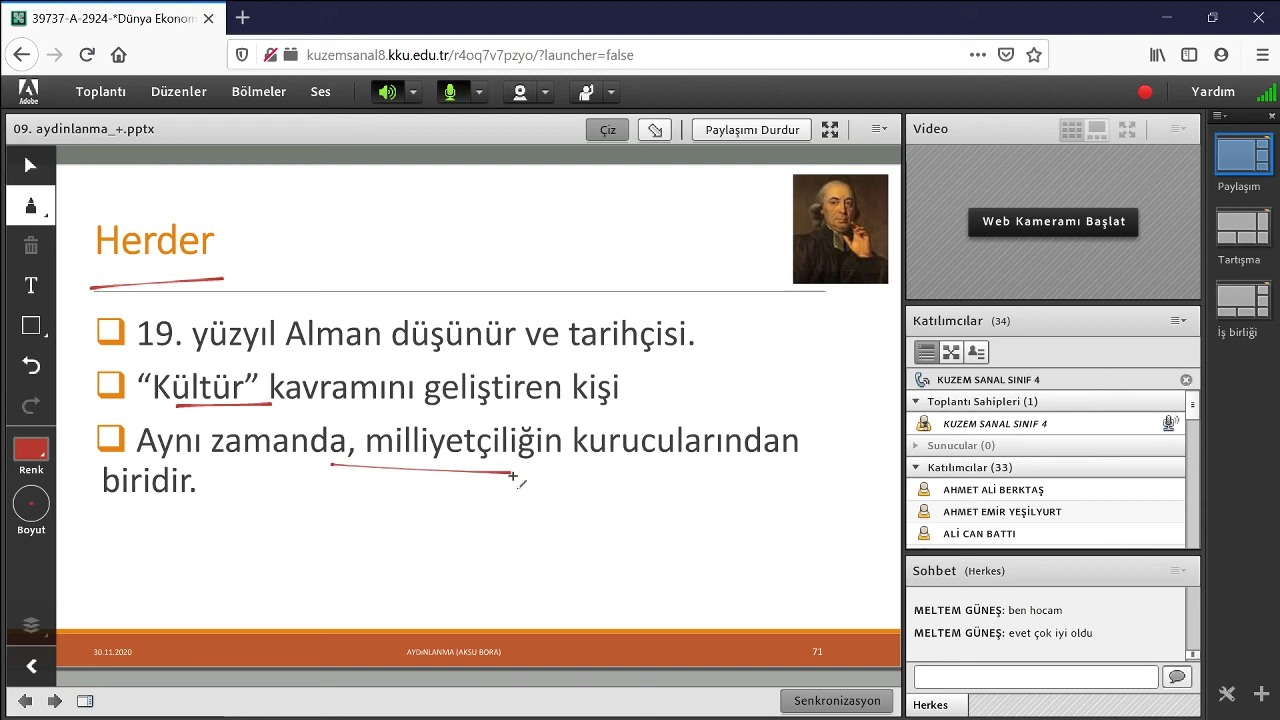 39737-A-2924-*Dünya Ekonom
kuzemsanal8.kku.edu.tr/r4oq7v7pzyo/?launcher=false
Adobe
Toplantı
Düzenler
Bölmeler
Ses
Yardım
09. aydinlanma_+.pptx
Çiz
Paylaşımı Durdur
Herder
19. yüzyıl Alman düşünür ve tarihçisi.
“Kültür” kavramını geliştiren kişi
Aynı zamanda, milliyetçiliğin kurucularından
biridir.
30.11.2020
AYDıNLANMA (AKSU BORA)
71
T
Renk
Boyut
Senkronizasyon
Video
Web Kameramı Başlat
Katılımcılar (34)
KUZEM SANAL SINIF 4
Toplantı Sahipleri (1)
KUZEM SANAL SINIF 4
Sunucular (0)
Katılımcılar (33)
AHMET ALİ BERKTAŞ
AHMET EMİR YEŞİLYURT
ALİ CAN BATTI
Sohbet (Herkes)
MELTEM GÜNEŞ: ben hocam
MELTEM GÜNEŞ: evet çok iyi oldu
Herkes
Paylaşım
Tartışma
İş birliği